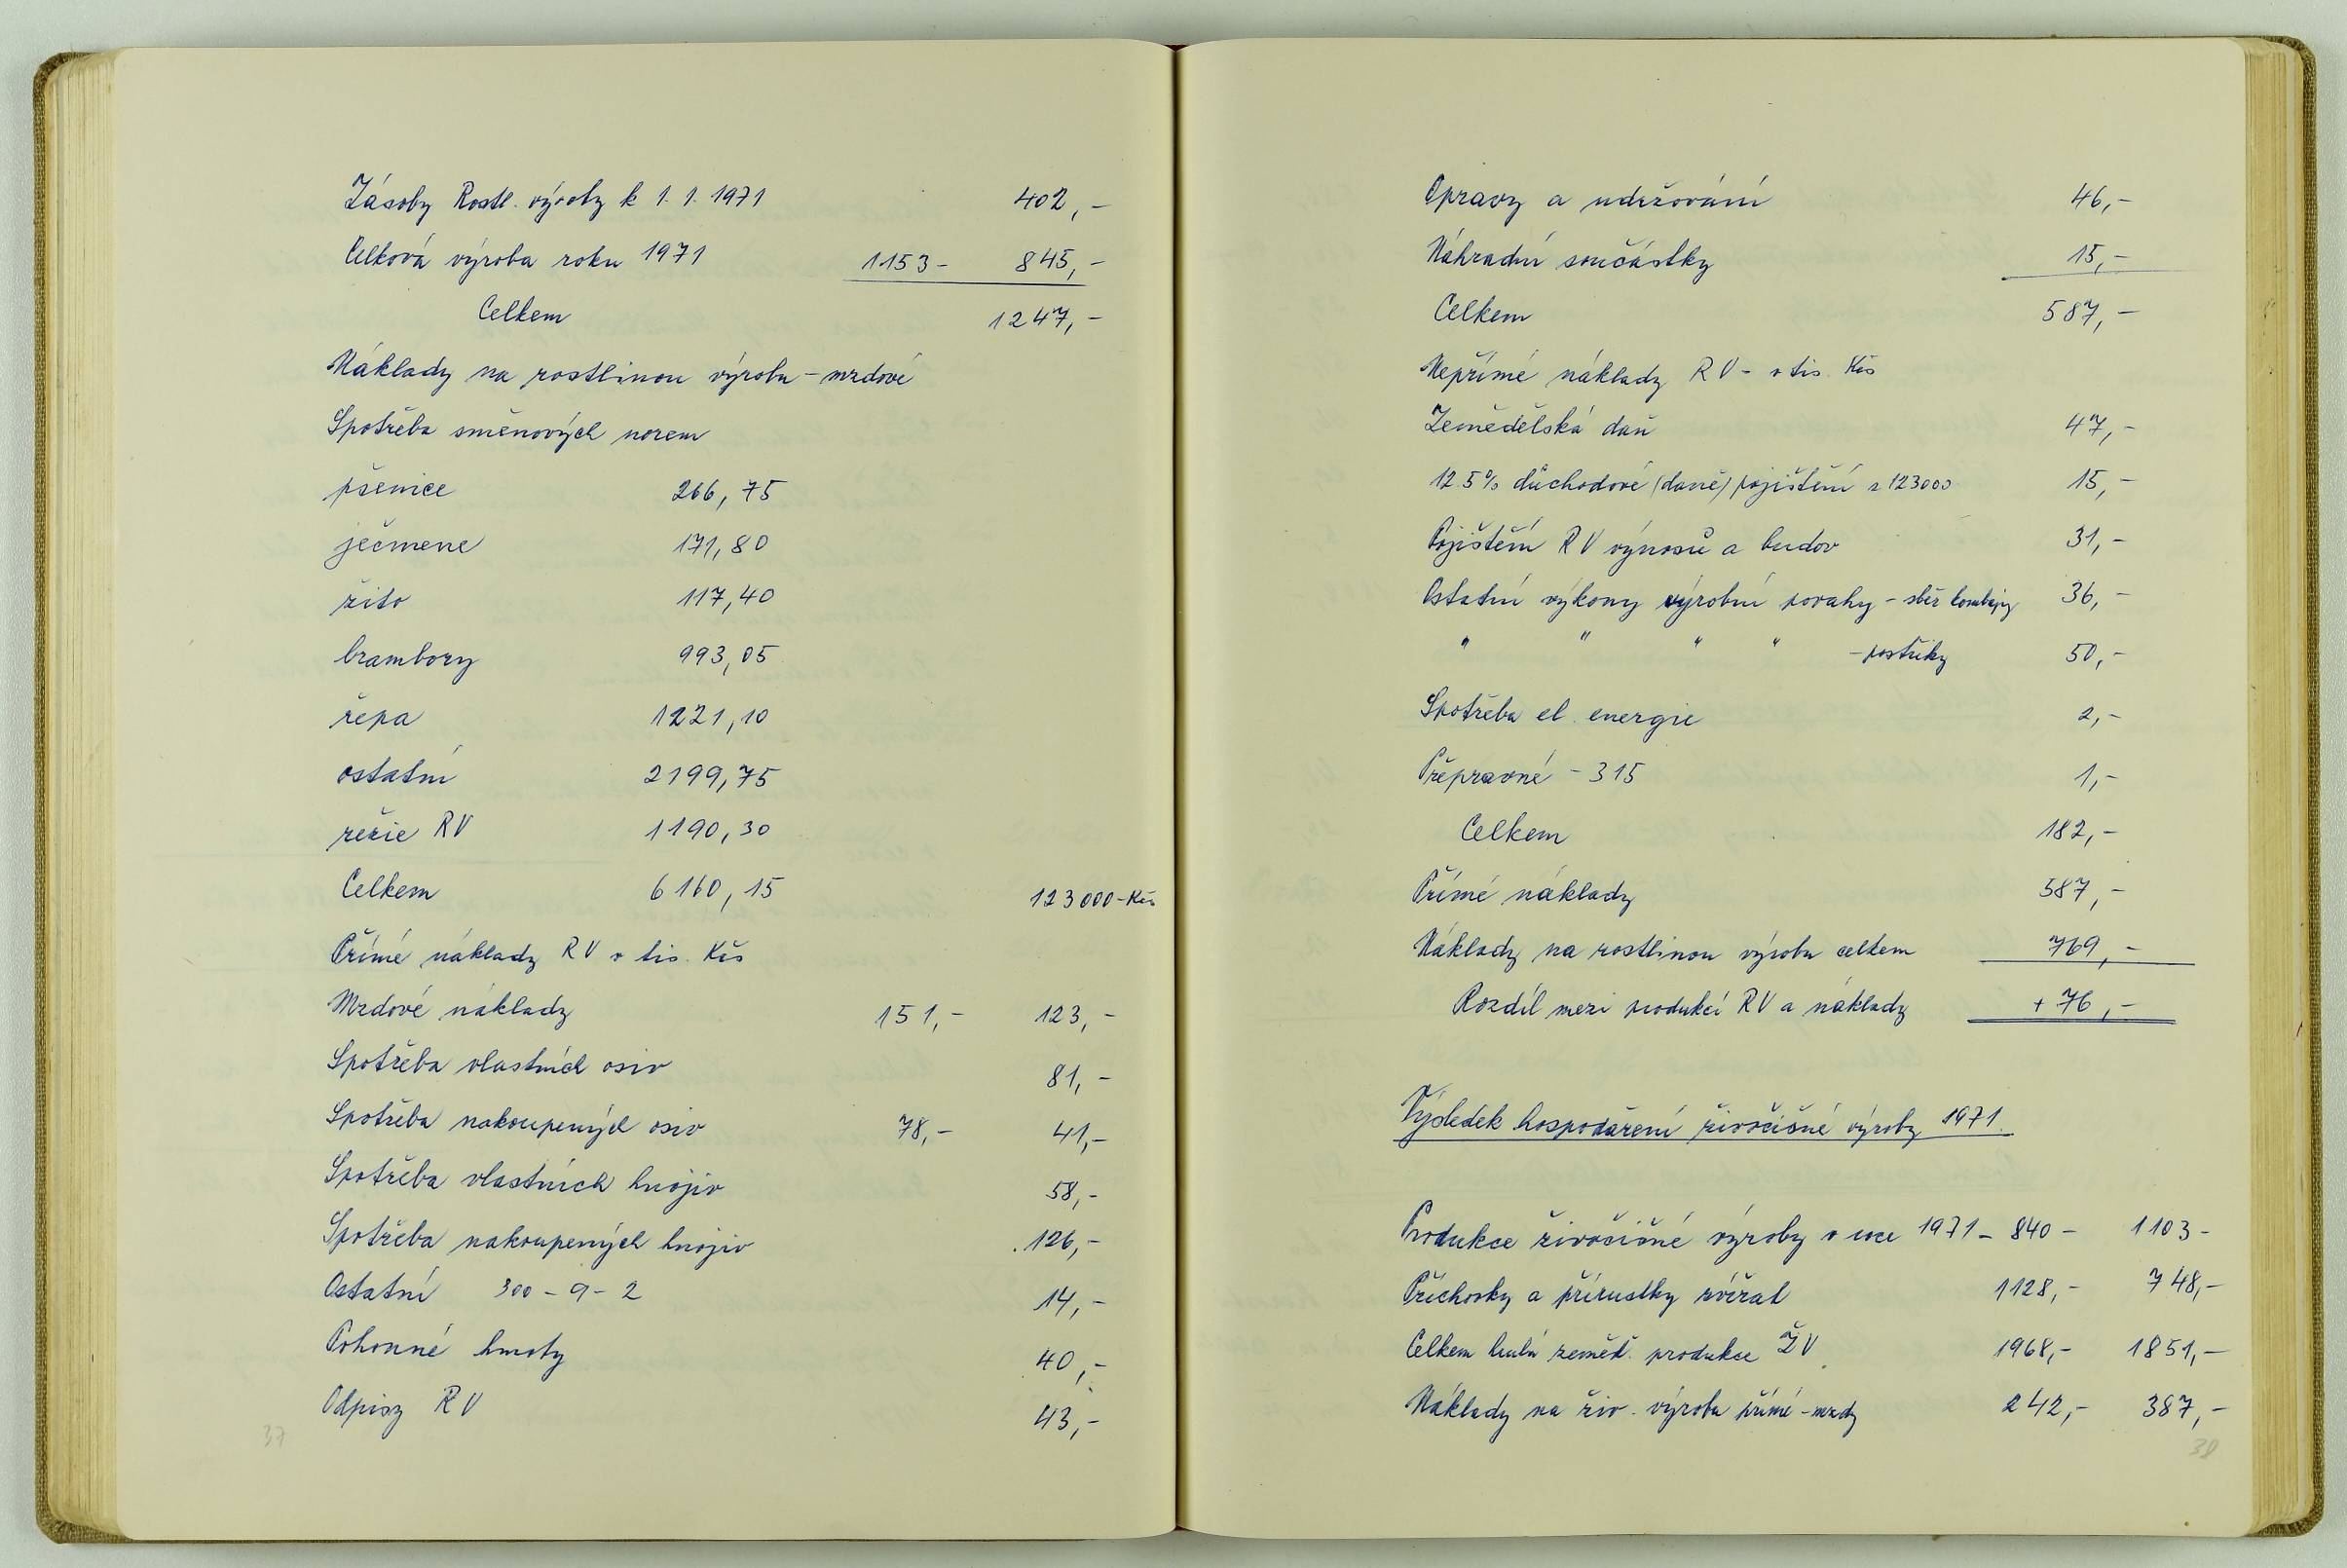 Zásoby Rostl. výroby k 1. 1. 1971 402,-
Celková výroba roku 1971 1153- 845,-
Celkem 1247,-
Náklady na rostlinou výrobu - mzdové
Spotřeba směnových norem
pšenice 266,75
ječmene 171,80
žito 117,40
brambory 993,05
řepa 1221,10
ostatní 2199,75
režie RV 1190,30
Celkem 6160,15 123000-Kčs
Přímé náklady RV v tis. Kčs
Mzdové náklady 151,- 123,-
Spotřeba vlastních osiv 81,-
Spotřeba nakoupených osiv 78,- 41,-
Spotřeba vlastních hnojiv 58,-
Spotřeba nakoupených hnojiv 126,-
Ostatní 300-9-2 14,-
Pohonné hmoty 40,-
Odpisy RV 43,-
37
Opravy a udržování 46,-
Náhradní součástky 15,-
Celkem 587,-
Nepřímé náklady RV - v tis. Kčs
Zemědělská daň 47,-
12.5% důchodové (daně) pojištění z 123000 15,-
Pojištění RV výnosů a budov 31,-
Ostatní výkony výrobní povahy - sběr kombajny 36,-
" " " " - postřiky 50,-
Spotřeba el. energie 2,-
Přepravné - 315 1,-
Celkem 182,-
Přímé náklady 587,-
Náklady na rostlinou výrobu celkem 769,-
Rozdíl mezi produkcí RV a náklady + 76,-
Výsledek hospodaření živočišné výroby 1971.
Produkce živočišné výroby v roce 1971 - 840 - 1103 -
Příchovky a přírustky zvířat 1128,- 748,-
Celkem hrubá zeměd. produkce ŽV 1968,- 1851,-
Náklady na živ. výrobu přímé - mzdy 242,- 387,-
38